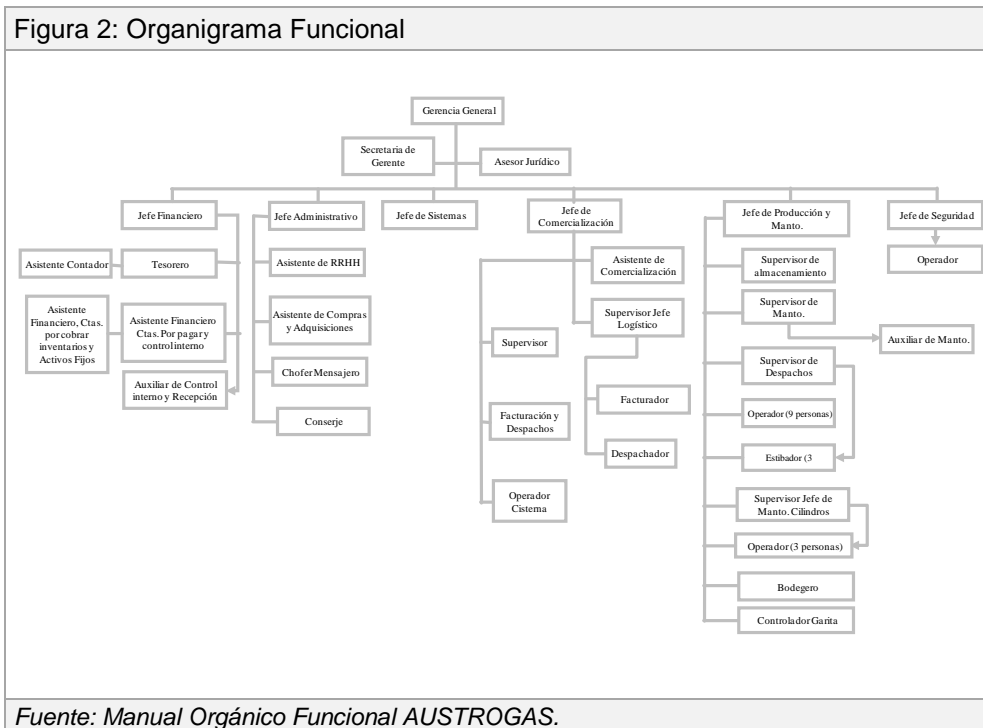 Figura 2: Organigrama Funcional
Gerencia General
Secretaria de
Gerente
Asesor Jurídico
Jefe Financiero
Jefe Administrativo
Jefe de Sistemas
Jefe de
Comercialización
Jefe de Producción y
Manto.
Jefe de Seguridad
Asistente Contador
Tesorero
Asistente
Financiero, Ctas.
por cobrar
inventarios y
Activos Fijos
Asistente Financiero
Ctas. Por pagar y
control interno
Auxiliar de Control
interno y Recepción
Asistente de RRHH
Asistente de Compras
y Adquisiciones
Chofer Mensajero
Conserje
Asistente de
Comercialización
Supervisor Jefe
Logístico
Supervisor
Facturador
Facturación y
Despachos
Despachador
Operador
Cisterna
Supervisor de
almacenamiento
Supervisor de
Manto.
Auxiliar de Manto.
Supervisor de
Despachos
Operador (9 personas)
Estibador (3
Supervisor Jefe de
Manto. Cilindros
Operador (3 personas)
Bodegero
Controlador Garita
Operador
Fuente: Manual Orgánico Funcional AUSTROGAS.